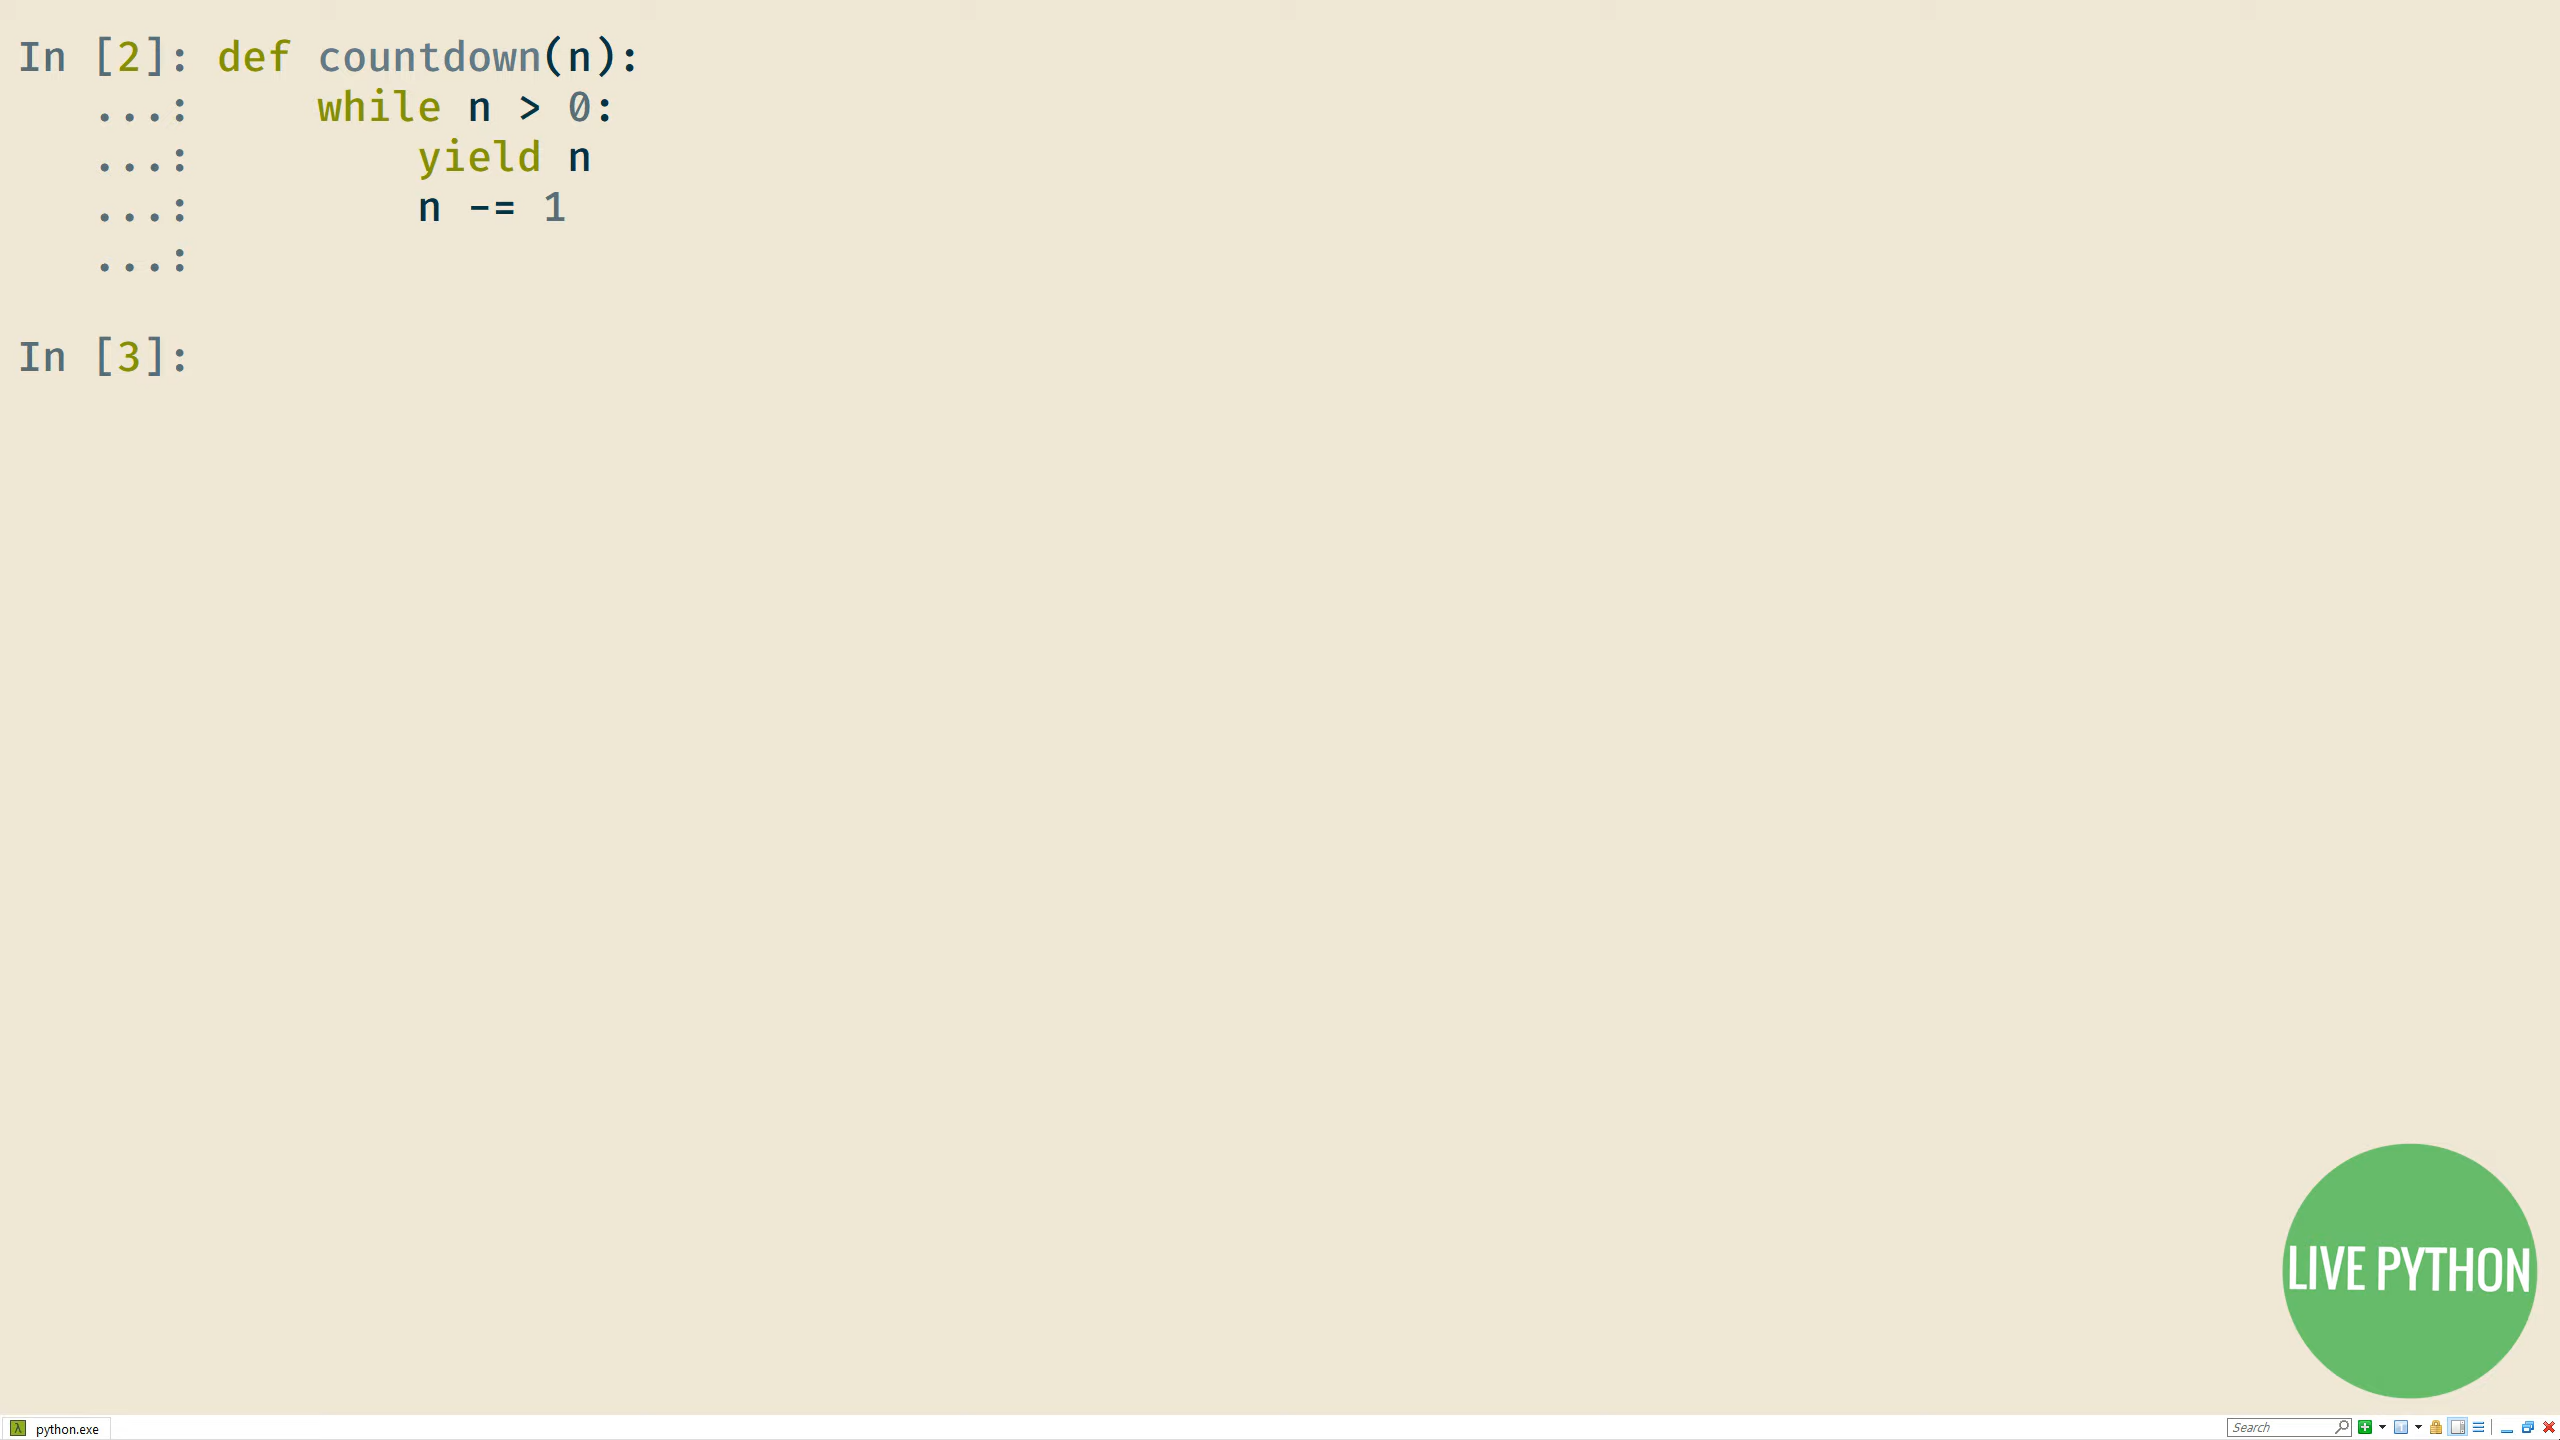 In [2]: def countdown(n):
   ...:     while n > 0:
   ...:         yield n
   ...:         n -= 1
   ...:
In [3]:
LIVE PYTHON
python.exe
Search